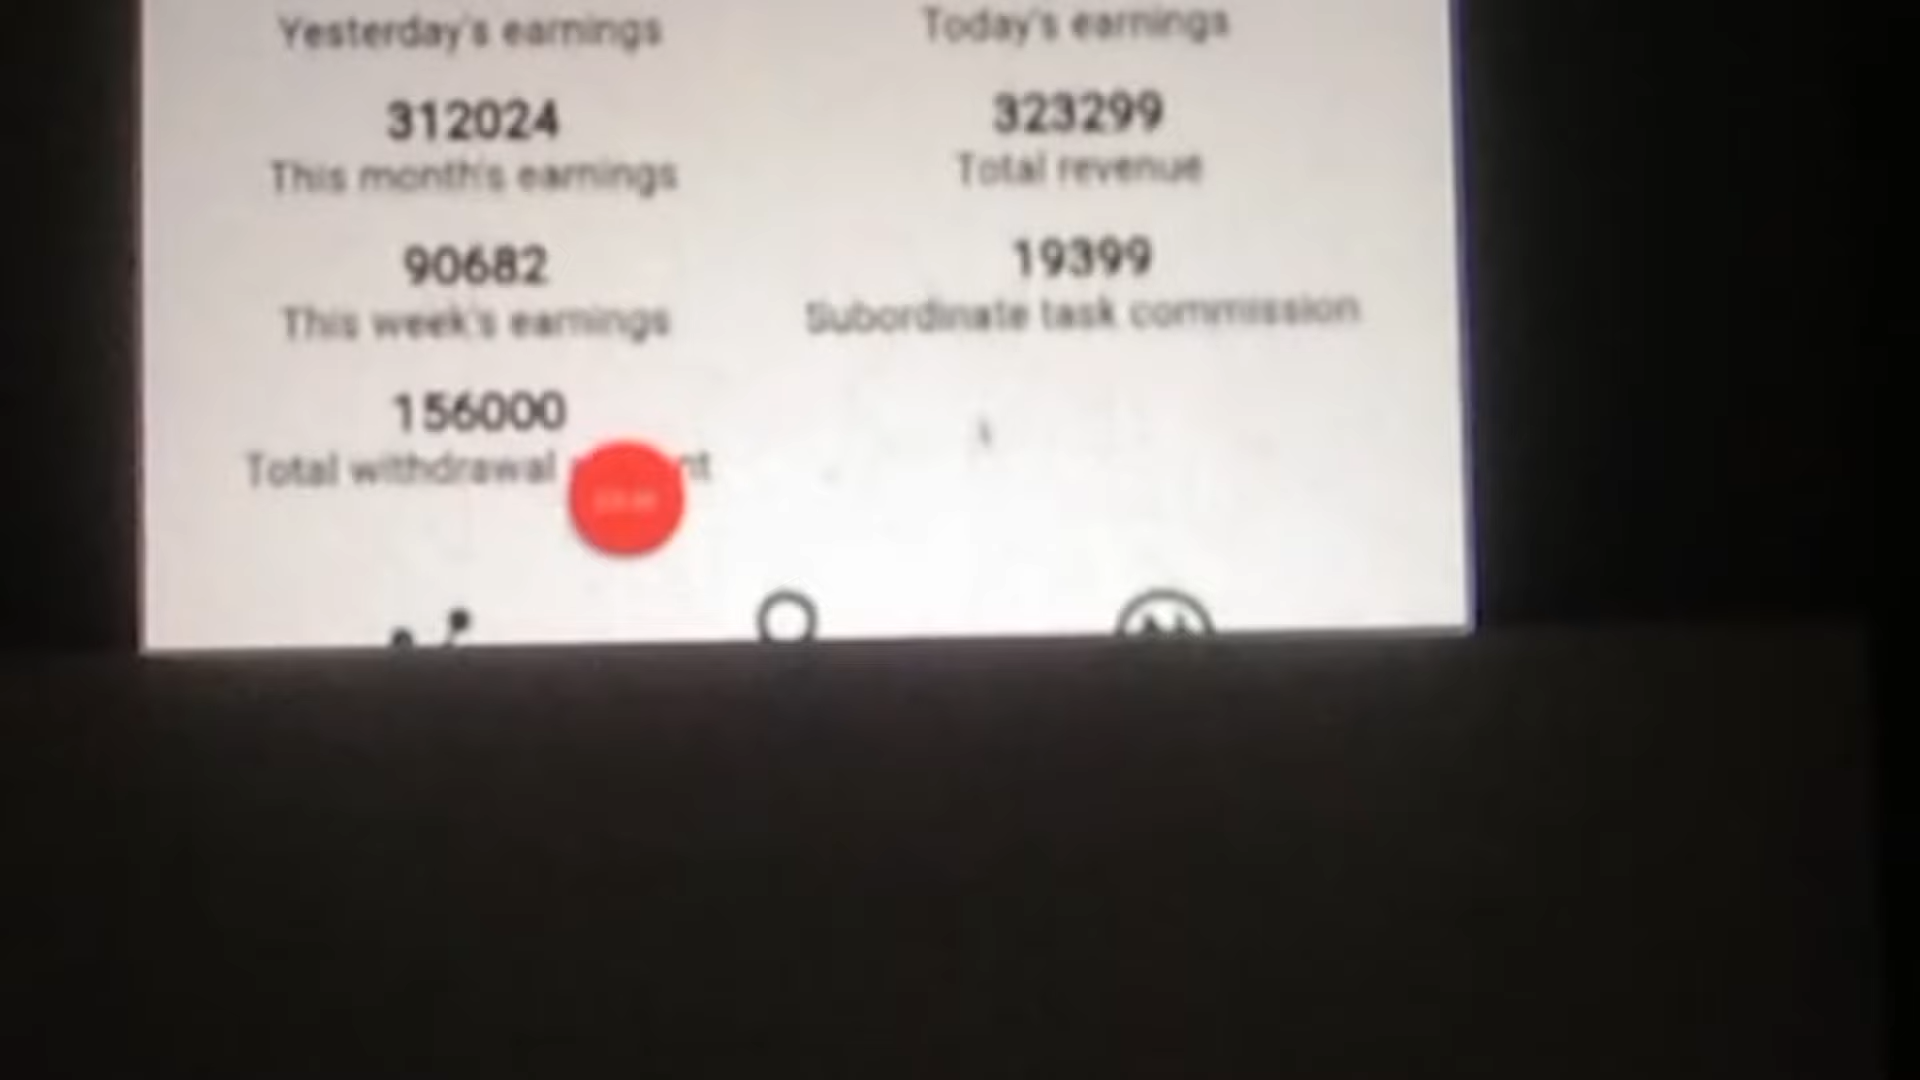 Yesterday's earnings
Today's earnings
312024
This month's earnings
323299
Total revenue
90682
This week's earnings
19399
Subordinate task commission
156000
Total withdrawal